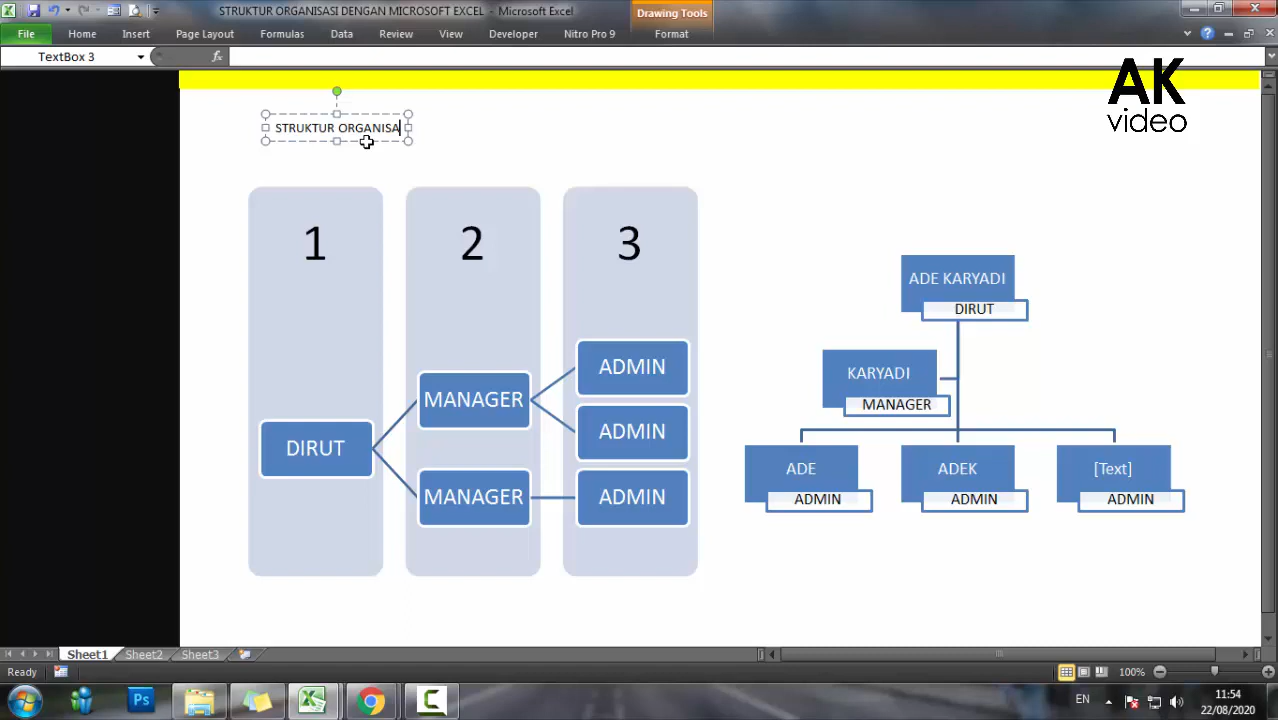 STRUKTUR ORGANISASI DENGAN MICROSOFT EXCEL - Microsoft Excel
Drawing Tools
File Home Insert Page Layout Formulas Data Review View Developer Nitro Pro 9 Format
TextBox 3 fx
AK
video
STRUKTUR ORGANISA
1 2 3
DIRUT
MANAGER
MANAGER
ADMIN
ADMIN
ADMIN
ADE KARYADI
DIRUT
KARYADI
MANAGER
ADE
ADMIN
ADEK
ADMIN
[Text]
ADMIN
Sheet1 Sheet2 Sheet3
Ready 100%
Ps
EN
11:54
22/08/2020